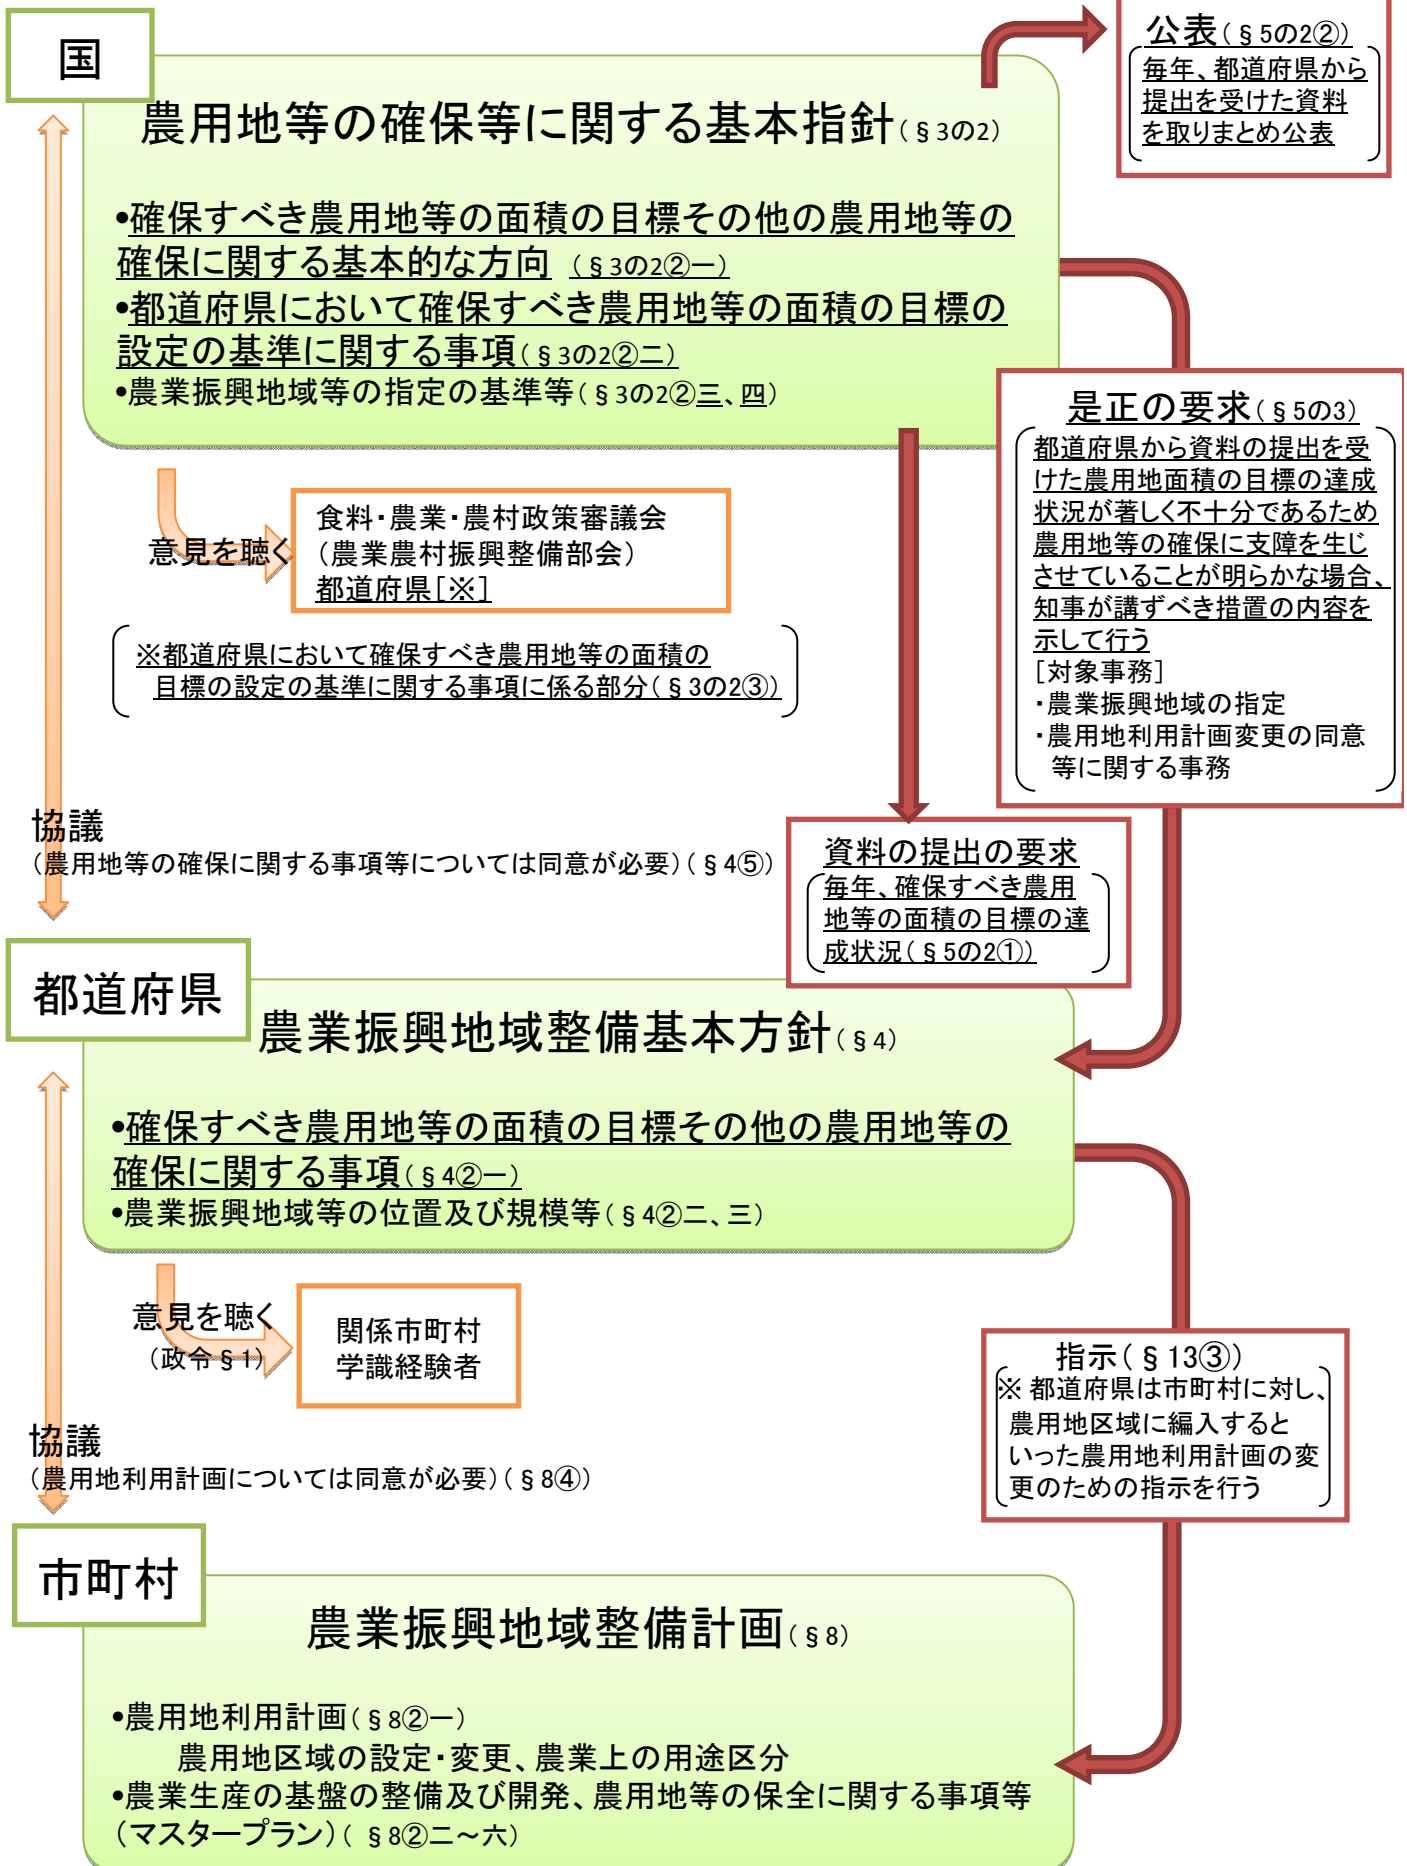 国
公表(§5の2②)
毎年、都道府県から
提出を受けた資料
を取りまとめ公表
農用地等の確保等に関する基本指針(§3の2)
•確保すべき農用地等の面積の目標その他の農用地等の
確保に関する基本的な方向 (§3の2②一)
•都道府県において確保すべき農用地等の面積の目標の
設定の基準に関する事項(§3の2②二)
•農業振興地域等の指定の基準等(§3の2②三、四)
是正の要求(§5の3)
都道府県から資料の提出を受
けた農用地面積の目標の達成
状況が著しく不十分であるため
農用地等の確保に支障を生じ
させていることが明らかな場合、
知事が講ずべき措置の内容を
示して行う
[対象事務]
・農業振興地域の指定
・農用地利用計画変更の同意
等に関する事務
意見を聴く
食料・農業・農村政策審議会
(農業農村振興整備部会)
都道府県[※]
※都道府県において確保すべき農用地等の面積の
目標の設定の基準に関する事項に係る部分(§3の2③)
協議
(農用地等の確保に関する事項等については同意が必要)(§4⑤)
資料の提出の要求
毎年、確保すべき農用
地等の面積の目標の達
成状況(§5の2①)
都道府県
農業振興地域整備基本方針(§4)
•確保すべき農用地等の面積の目標その他の農用地等の
確保に関する事項(§4②一)
•農業振興地域等の位置及び規模等(§4②二、三)
意見を聴く
(政令§1)
関係市町村
学識経験者
指示(§13③)
※ 都道府県は市町村に対し、
農用地区域に編入すると
いった農用地利用計画の変
更のための指示を行う
協議
(農用地利用計画については同意が必要)(§8④)
市町村
農業振興地域整備計画(§8)
•農用地利用計画(§8②一)
農用地区域の設定・変更、農業上の用途区分
•農業生産の基盤の整備及び開発、農用地等の保全に関する事項等
(マスタープラン)( §8②二～六)